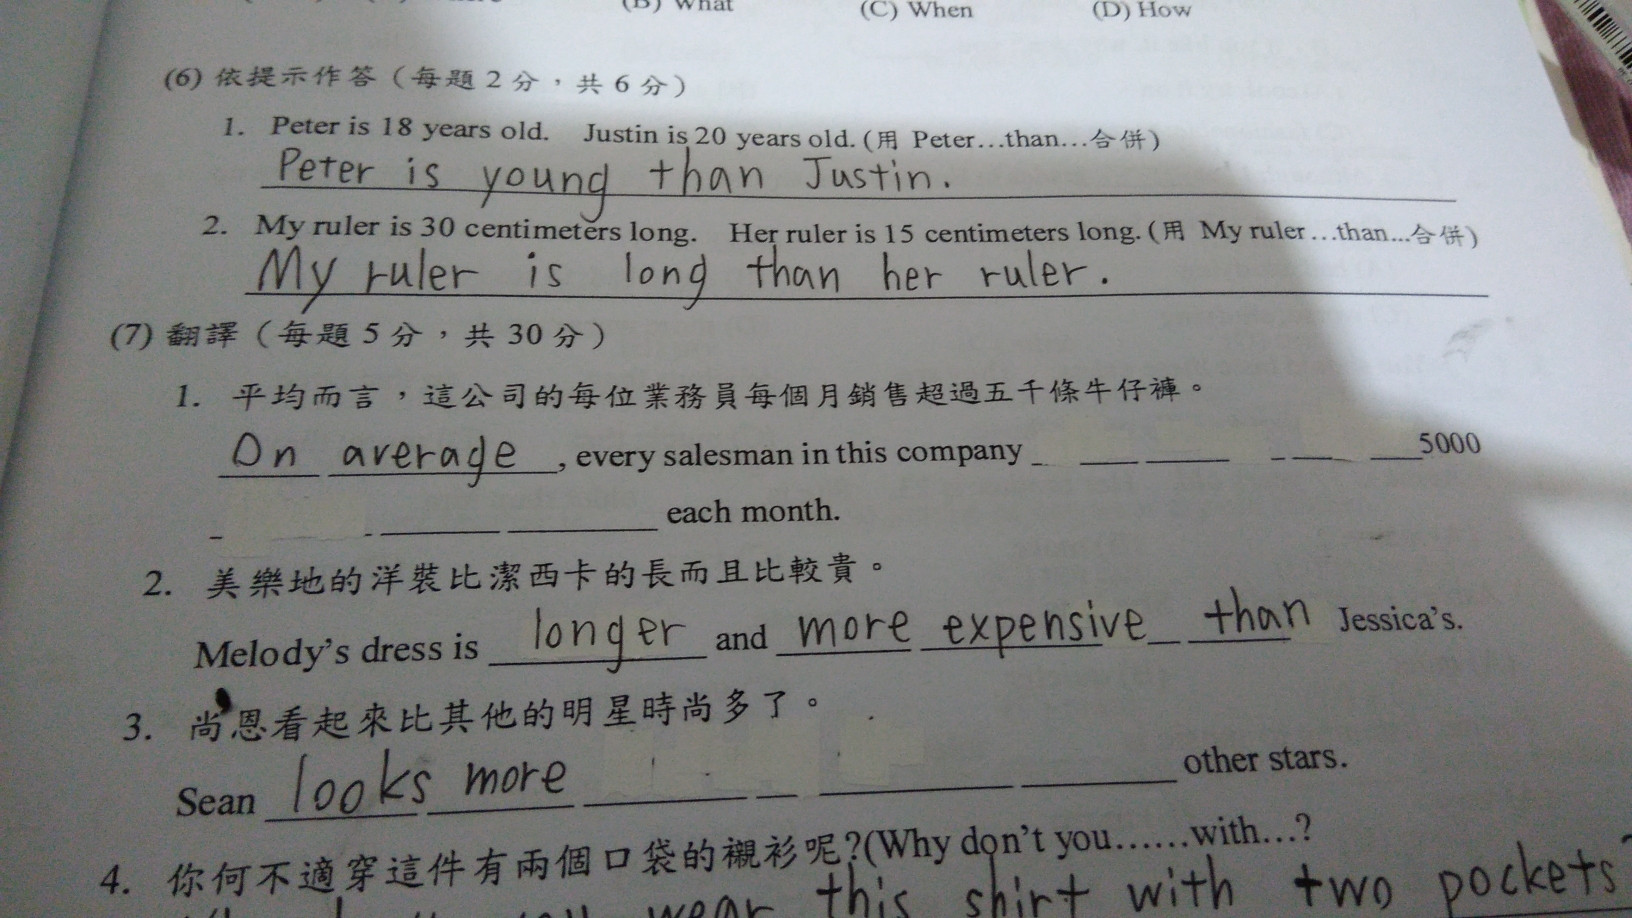 (B) What (C) When (D) How
(6) 依提示作答（每題 2 分，共 6 分）
1. Peter is 18 years old. Justin is 20 years old. (用 Peter…than…合併)
Peter is young than Justin.
2. My ruler is 30 centimeters long. Her ruler is 15 centimeters long. (用 My ruler…than...合併)
My ruler is long than her ruler.
(7) 翻譯（每題 5 分，共 30 分）
1. 平均而言，這公司的每位業務員每個月銷售超過五千條牛仔褲。
On average, every salesman in this company 5000
each month.
2. 美樂地的洋裝比潔西卡的長而且比較貴。
Melody's dress is longer and more expensive than Jessica's.
3. 尚恩看起來比其他的明星時尚多了。
Sean looks more other stars.
4. 你何不適穿這件有兩個口袋的襯衫呢?(Why don't you……with…?
wear this shirt with two pockets